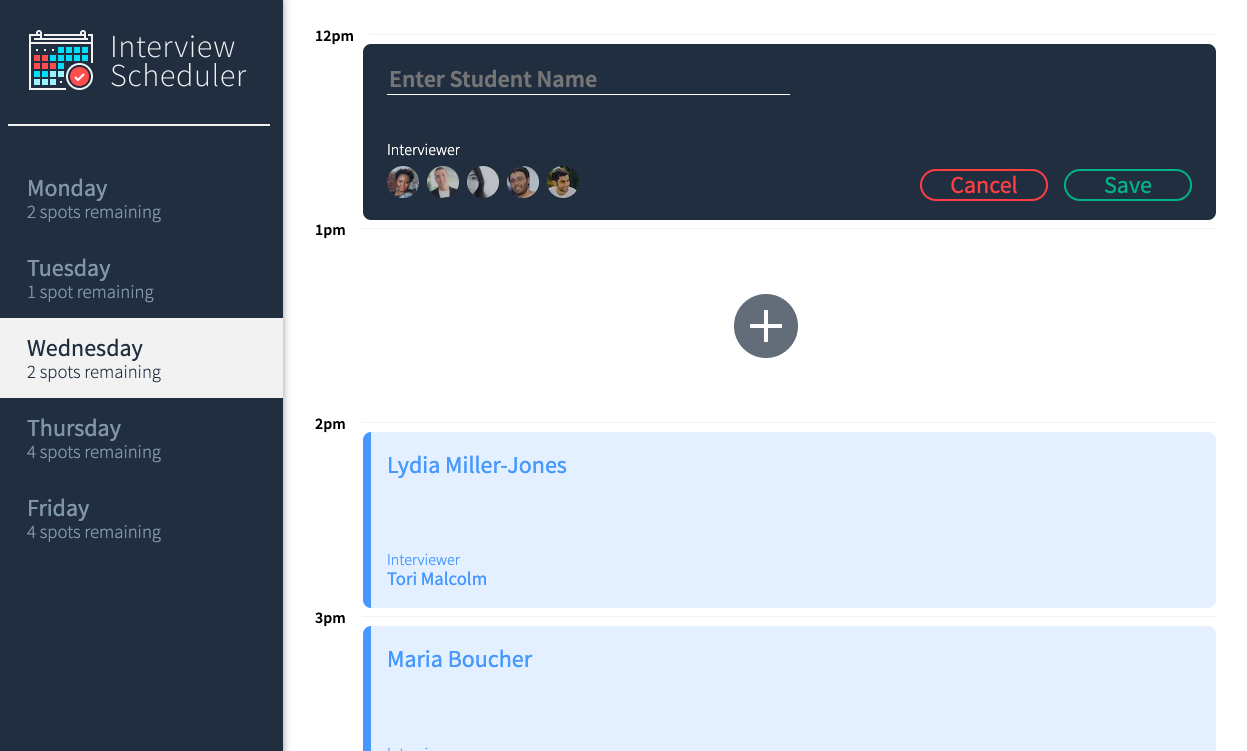 Interview
Scheduler
Monday
2 spots remaining
Tuesday
1 spot remaining
Wednesday
2 spots remaining
Thursday
4 spots remaining
Friday
4 spots remaining
12pm
Enter Student Name
Interviewer
Cancel
Save
1pm
2pm
Lydia Miller-Jones
Interviewer
Tori Malcolm
3pm
Maria Boucher